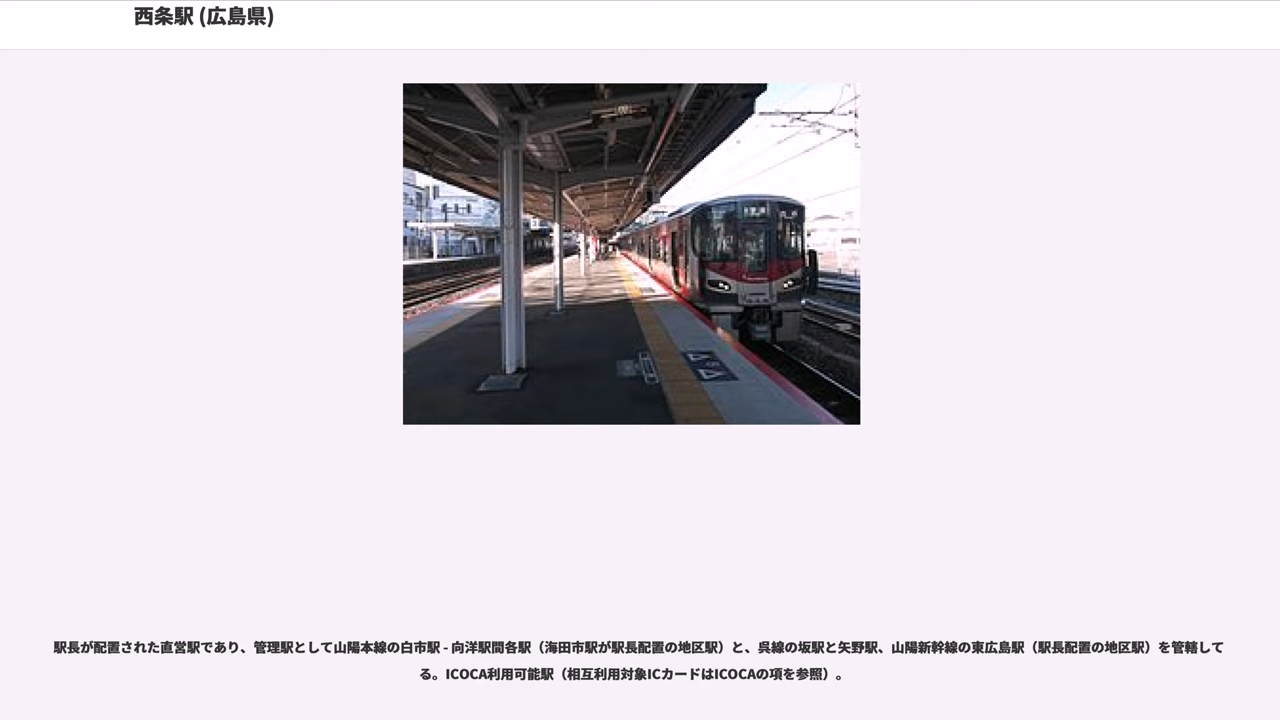 西条駅 (広島県)
駅長が配置された直営駅であり、管理駅として山陽本線の白市駅 - 向洋駅間各駅（海田市駅が駅長配置の地区駅）と、呉線の坂駅と矢野駅、山陽新幹線の東広島駅（駅長配置の地区駅）を管轄して
る。ICOCA利用可能駅（相互利用対象ICカードはICOCAの項を参照）。